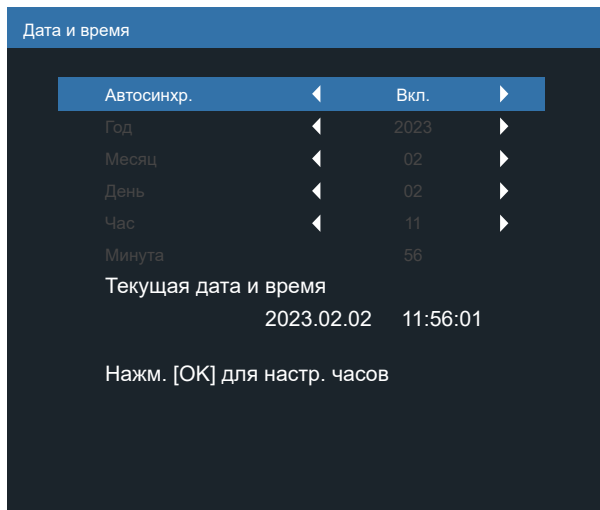 Дата и время
Автосинхр. Вкл.
Год 2023
Месяц 02
День 02
Час 11
Минута 56
Текущая дата и время
2023.02.02 11:56:01
Нажм. [OK] для настр. часов